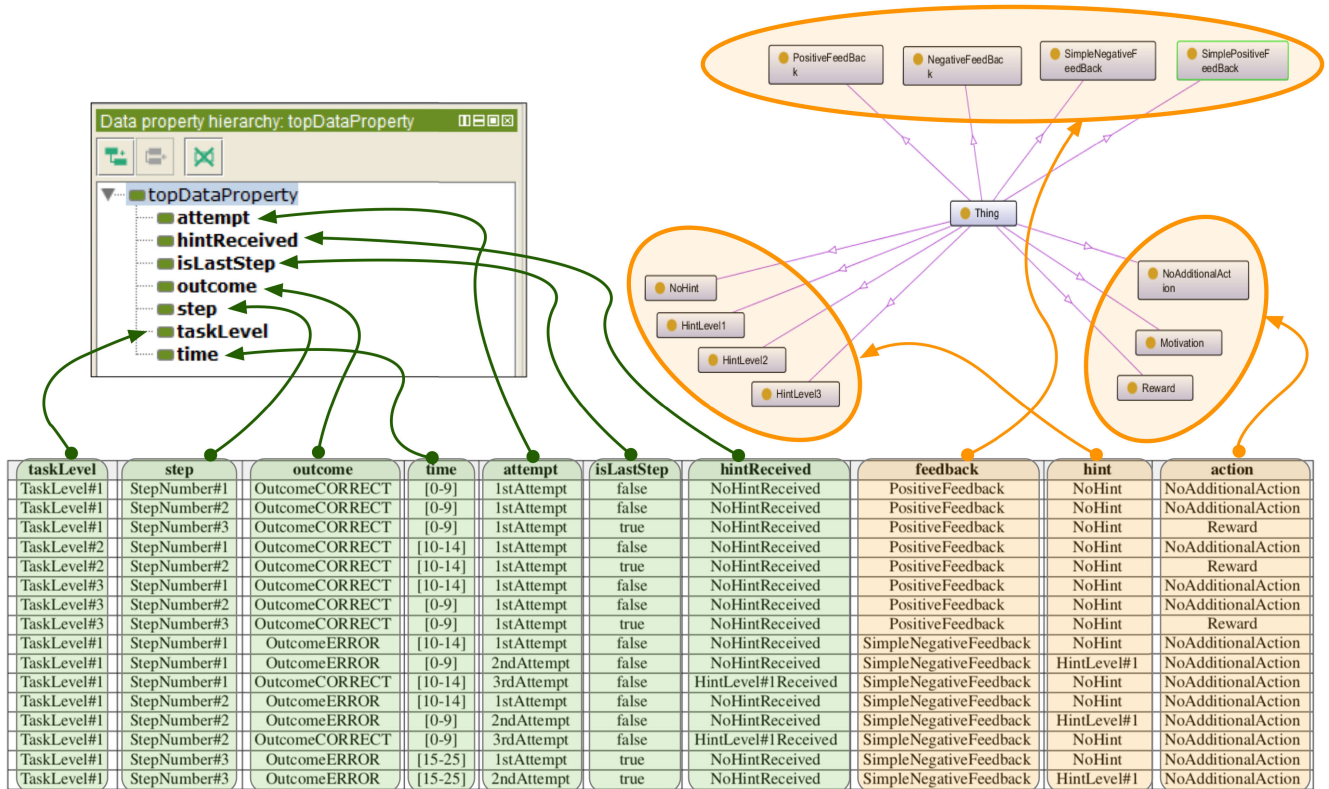 PositiveFeedBac
k
NegativeFeedBac
k
SimpleNegativeF
eedBack
SimplePositiveF
eedBack
Data property hierarchy: topDataProperty
topDataProperty
attempt
hintReceived
isLastStep
outcome
step
taskLevel
time
Thing
NoHint
HintLevel1
HintLevel2
HintLevel3
NoAdditionalAct
ion
Motivation
Reward
taskLevel step outcome time attempt isLastStep hintReceived feedback hint action
TaskLevel#1 StepNumber#1 OutcomeCORRECT [0-9] 1stAttempt false NoHintReceived PositiveFeedback NoHint NoAdditionalAction
TaskLevel#1 StepNumber#2 OutcomeCORRECT [0-9] 1stAttempt false NoHintReceived PositiveFeedback NoHint NoAdditionalAction
TaskLevel#1 StepNumber#3 OutcomeCORRECT [0-9] 1stAttempt true NoHintReceived PositiveFeedback NoHint Reward
TaskLevel#2 StepNumber#1 OutcomeCORRECT [10-14] 1stAttempt false NoHintReceived PositiveFeedback NoHint NoAdditionalAction
TaskLevel#2 StepNumber#2 OutcomeCORRECT [10-14] 1stAttempt true NoHintReceived PositiveFeedback NoHint Reward
TaskLevel#3 StepNumber#1 OutcomeCORRECT [10-14] 1stAttempt false NoHintReceived PositiveFeedback NoHint NoAdditionalAction
TaskLevel#3 StepNumber#2 OutcomeCORRECT [0-9] 1stAttempt false NoHintReceived PositiveFeedback NoHint NoAdditionalAction
TaskLevel#3 StepNumber#3 OutcomeCORRECT [0-9] 1stAttempt true NoHintReceived PositiveFeedback NoHint Reward
TaskLevel#1 StepNumber#1 OutcomeERROR [10-14] 1stAttempt false NoHintReceived SimpleNegativeFeedback NoHint NoAdditionalAction
TaskLevel#1 StepNumber#1 OutcomeERROR [0-9] 2ndAttempt false NoHintReceived SimpleNegativeFeedback HintLevel#1 NoAdditionalAction
TaskLevel#1 StepNumber#1 OutcomeCORRECT [10-14] 3rdAttempt false HintLevel#1Received SimpleNegativeFeedback NoHint NoAdditionalAction
TaskLevel#1 StepNumber#2 OutcomeERROR [10-14] 1stAttempt false NoHintReceived SimpleNegativeFeedback NoHint NoAdditionalAction
TaskLevel#1 StepNumber#2 OutcomeERROR [0-9] 2ndAttempt false NoHintReceived SimpleNegativeFeedback HintLevel#1 NoAdditionalAction
TaskLevel#1 StepNumber#2 OutcomeCORRECT [0-9] 3rdAttempt false HintLevel#1Received SimpleNegativeFeedback NoHint NoAdditionalAction
TaskLevel#1 StepNumber#3 OutcomeERROR [15-25] 1stAttempt true NoHintReceived SimpleNegativeFeedback NoHint NoAdditionalAction
TaskLevel#1 StepNumber#3 OutcomeERROR [15-25] 2ndAttempt true NoHintReceived SimpleNegativeFeedback HintLevel#1 NoAdditionalAction